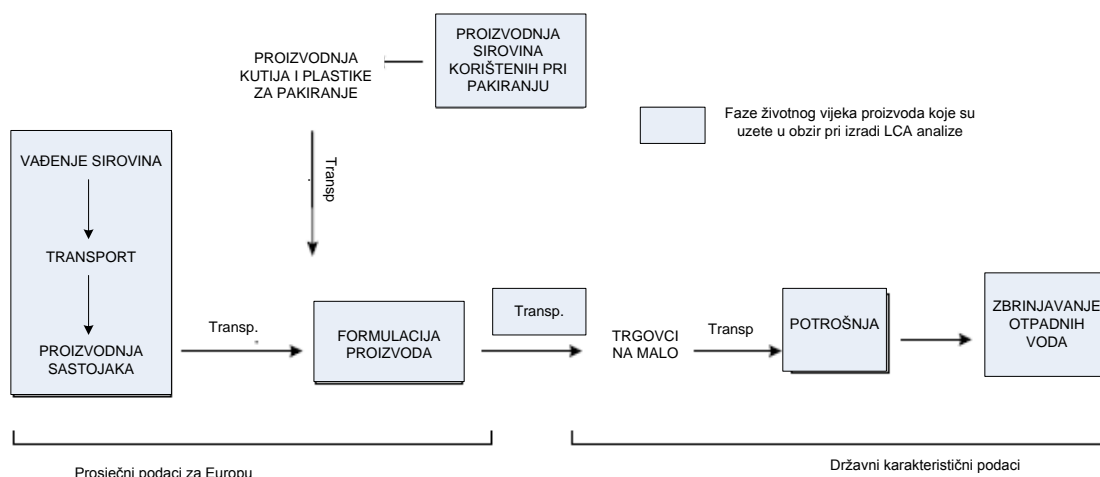 PROIZVODNJA
KUTIJA I PLASTIKE
ZA PAKIRANJE
PROIZVODNJA
SIROVINA
KORIŠTENIH PRI
PAKIRANJU
Faze životnog vijeka proizvoda koje su
uzete u obzir pri izradi LCA analize
VAĐENJE SIROVINA
TRANSPORT
PROIZVODNJA
SASTOJAKA
Transp
Transp.
FORMULACIJA
PROIZVODA
Transp.
TRGOVCI
NA MALO
Transp
POTROŠNJA
ZBRINJAVANJE
OTPADNIH
VODA
Prosječni podaci za Europu
Državni karakteristični podaci